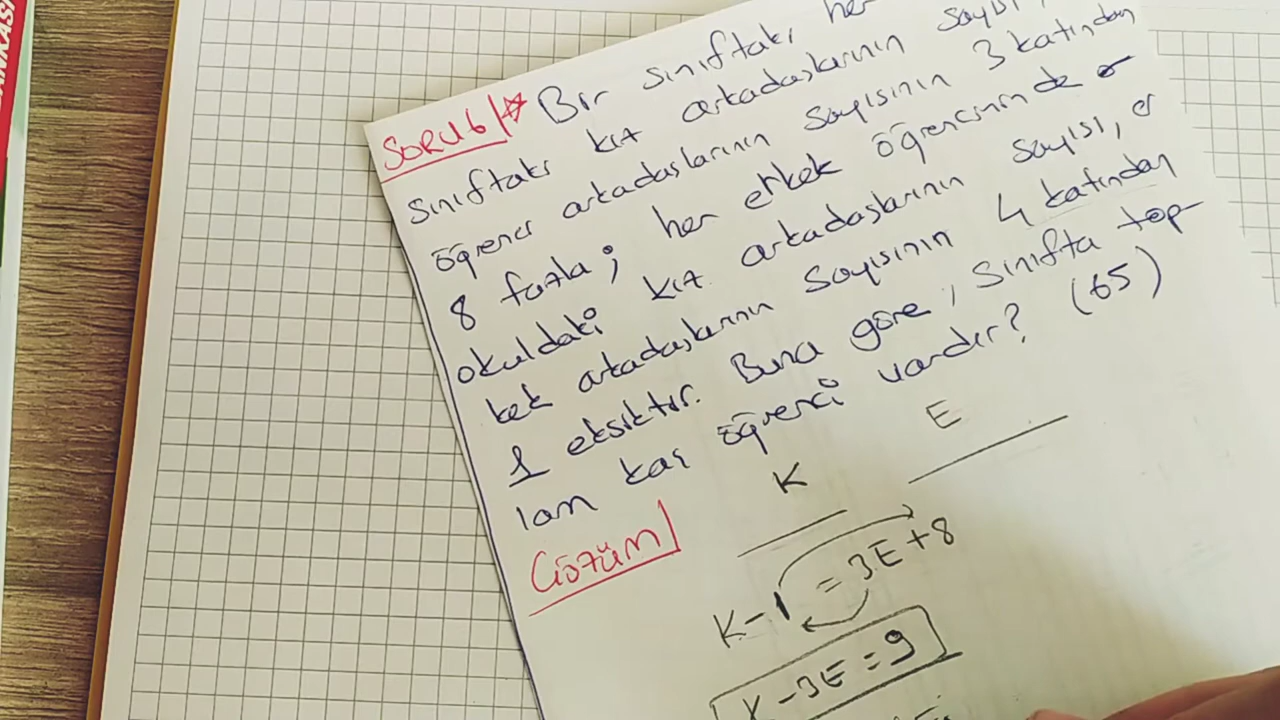 ANKASI
SORU 6/☆ Bir sınıftaki her
sınıftaki kız arkadaşlarının sayısı,
öğrenci arkadaşlarının sayısının 3 katından
8 fazla; her erkek öğrencininde o
okuldaki kız arkadaşlarının sayısı, er
kek arkadaşlarının sayısının 4 katından
1 eksiktir. Buna göre, sınıfta top-
lam kaç öğrenci vardır? (65)
Çözüm
K E
K-1=3E+8
K-3E=9